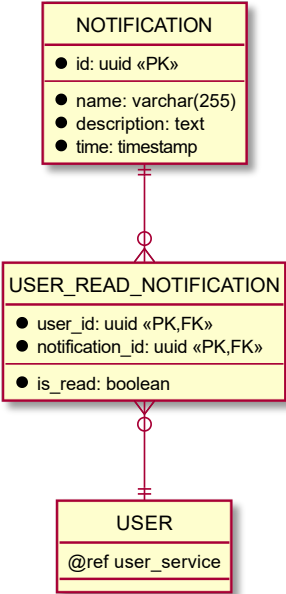 NOTIFICATION
id: uuid «PK»
name: varchar(255)
description: text
time: timestamp
USER_READ_NOTIFICATION
user_id: uuid «PK,FK»
notification_id: uuid «PK,FK»
is_read: boolean
USER
@ref user_service